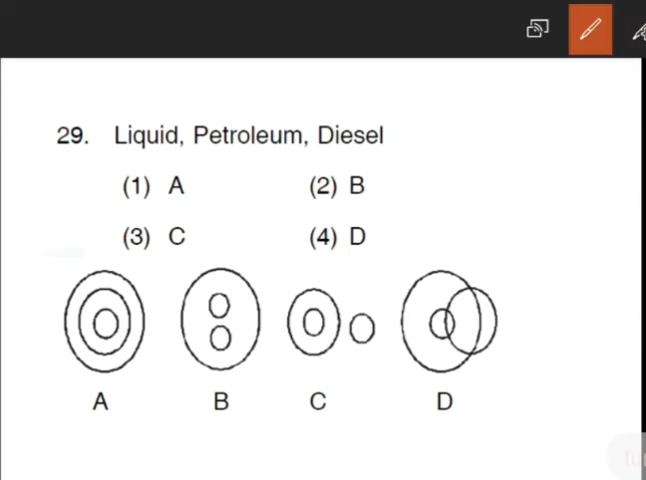 29. Liquid, Petroleum, Diesel
(1) A (2) B
(3) C (4) D
A B C D